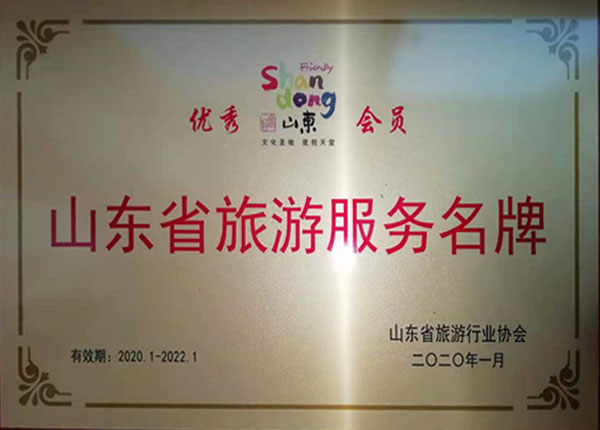 Friendly
Shan
dong
优秀 山東 会员
文化圣地 度假天堂
山东省旅游服务名牌
山东省旅游行业协会
有效期：2020.1-2022.1
二〇二〇年一月